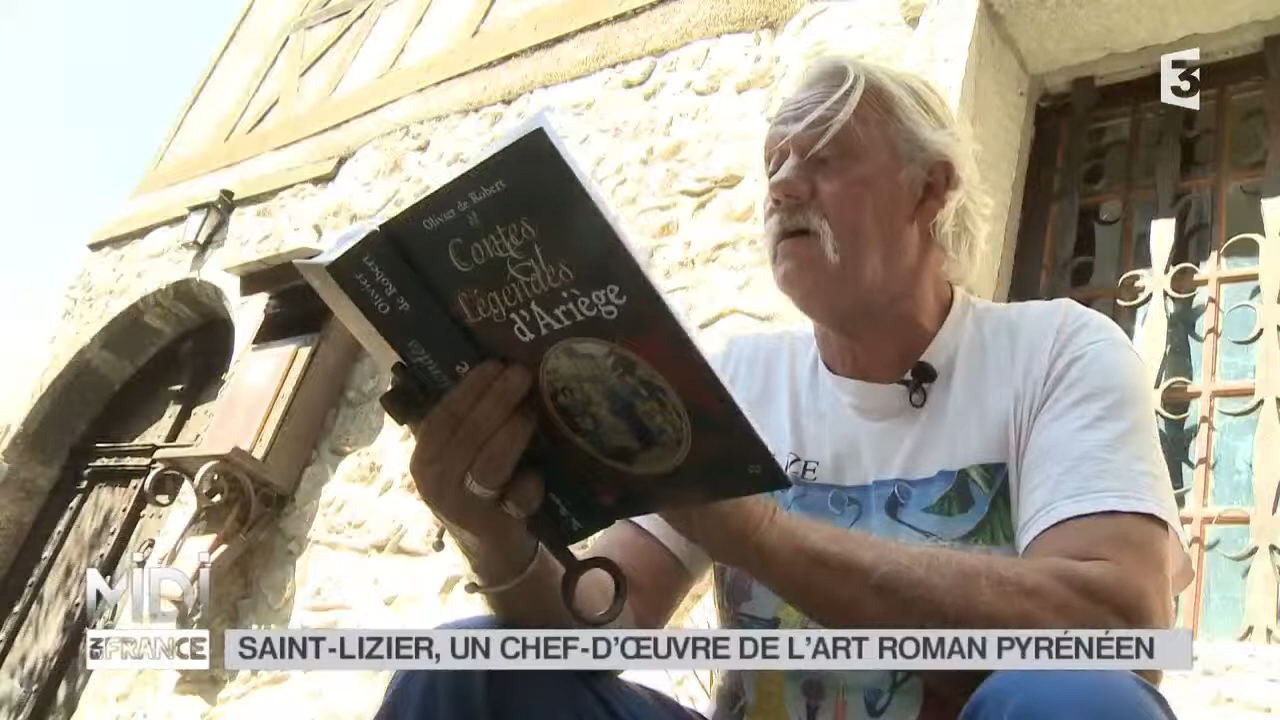 3
Olivier de Robert
Contes
&
Légendes
d'Ariège
Olivier
de Robert
MiDi
EN FRANCE
SAINT-LIZIER, UN CHEF-D'ŒUVRE DE L'ART ROMAN PYRÉNÉEN